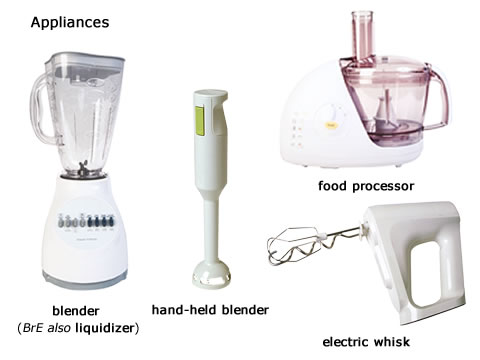 Appliances
food processor
blender
(BrE also liquidizer)
hand-held blender
electric whisk